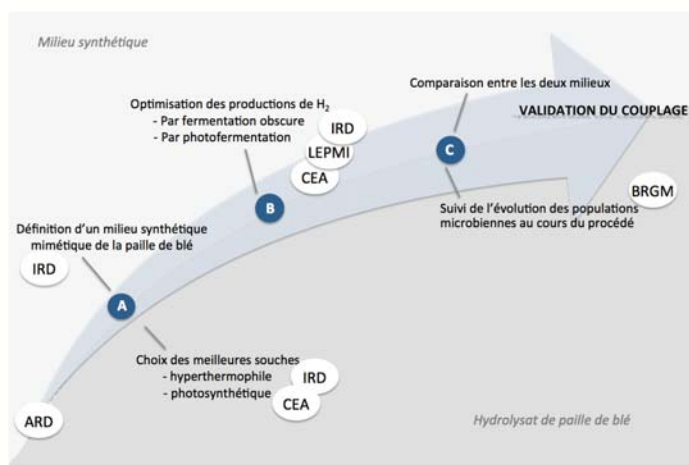 Milieu synthétique
Comparaison entre les deux milieux
Optimisation des productions de H₂
- Par fermentation obscure
- Par photofermentation
IRD
LEPMI
CEA
VALIDATION DU COUPLAGE
C
B
BRGM
Suivi de l'évolution des populations
microbiennes au cours du procédé
Définition d'un milieu synthétique
mimétique de la paille de blé
IRD
A
Choix des meilleures souches
- hyperthermophile
- photosynthétique
IRD
CEA
ARD
Hydrolysat de paille de blé